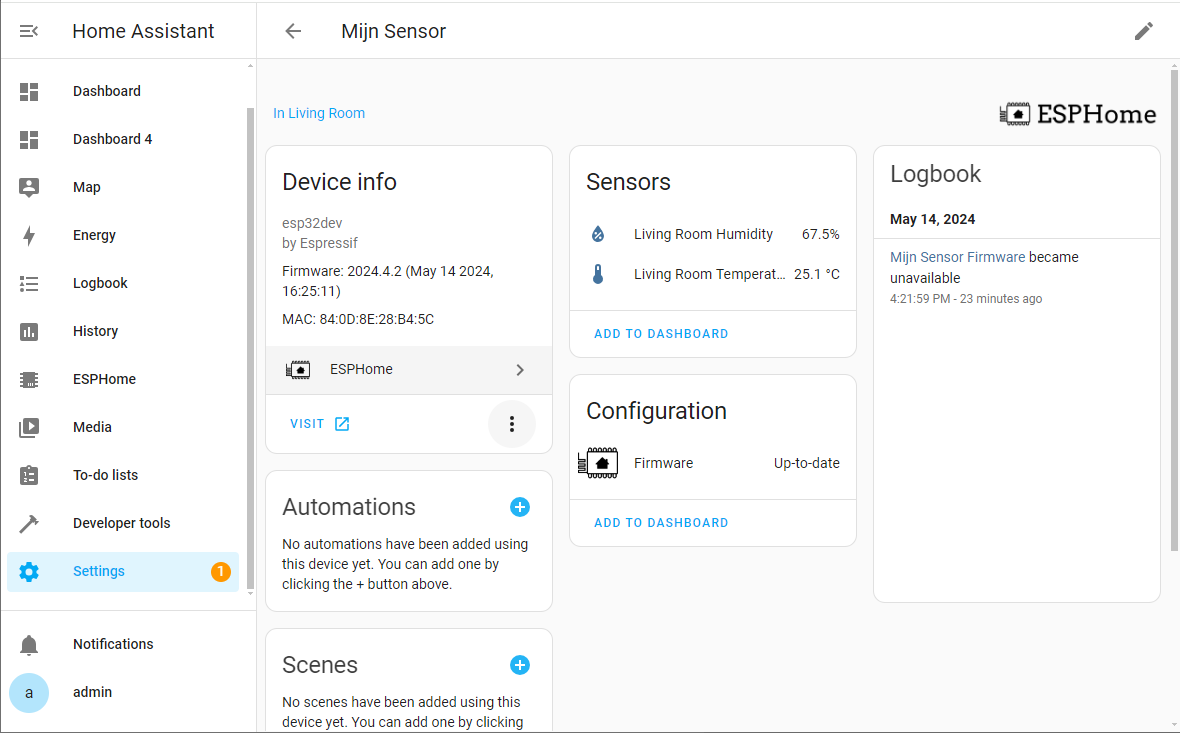 Home Assistant
Dashboard
Dashboard 4
Map
Energy
Logbook
History
ESPHome
Media
To-do lists
Developer tools
Settings
1
Notifications
a
admin
Mijn Sensor
In Living Room
ESPHome
Device info
esp32dev
by Espressif
Firmware: 2024.4.2 (May 14 2024,
16:25:11)
MAC: 84:0D:8E:28:B4:5C
ESPHome
VISIT
Automations
No automations have been added using
this device yet. You can add one by
clicking the + button above.
Scenes
No scenes have been added using this
device yet. You can add one by clicking
Sensors
Living Room Humidity 67.5%
Living Room Temperat... 25.1 °C
ADD TO DASHBOARD
Configuration
Firmware Up-to-date
ADD TO DASHBOARD
Logbook
May 14, 2024
Mijn Sensor Firmware became
unavailable
4:21:59 PM - 23 minutes ago